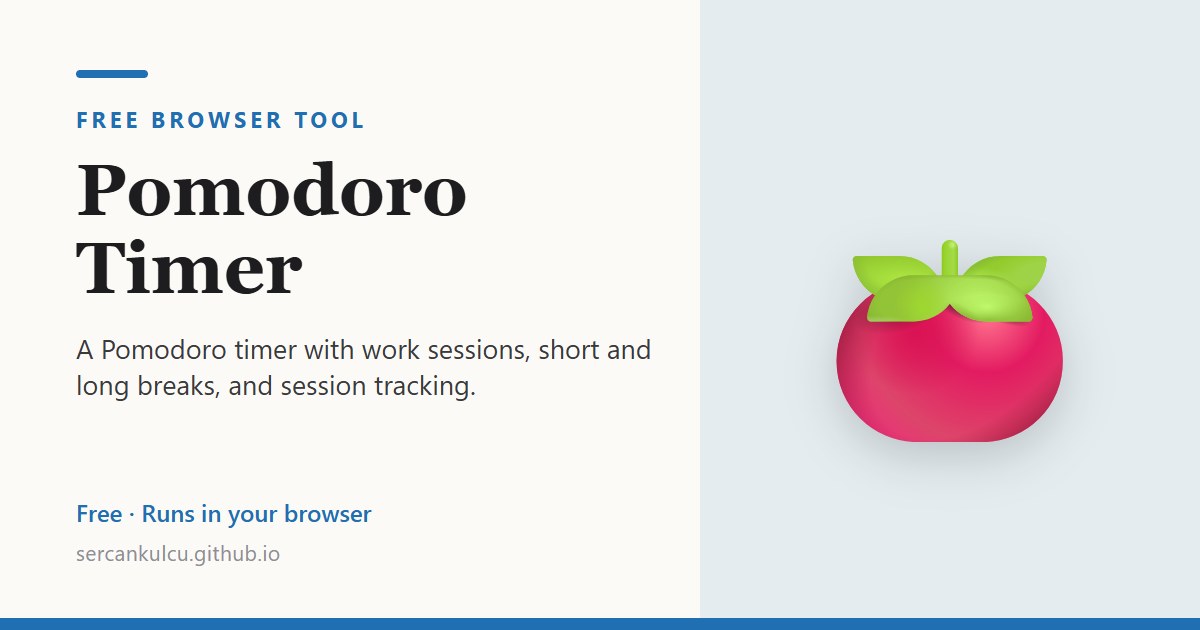 FREE BROWSER TOOL
Pomodoro
Timer
A Pomodoro timer with work sessions, short and
long breaks, and session tracking.
Free · Runs in your browser
sercankulcu.github.io